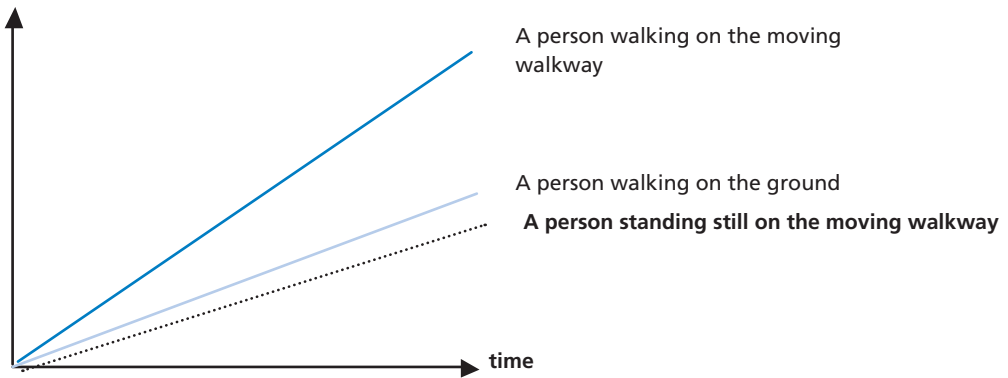 A person walking on the moving
walkway
A person walking on the ground
A person standing still on the moving walkway
time